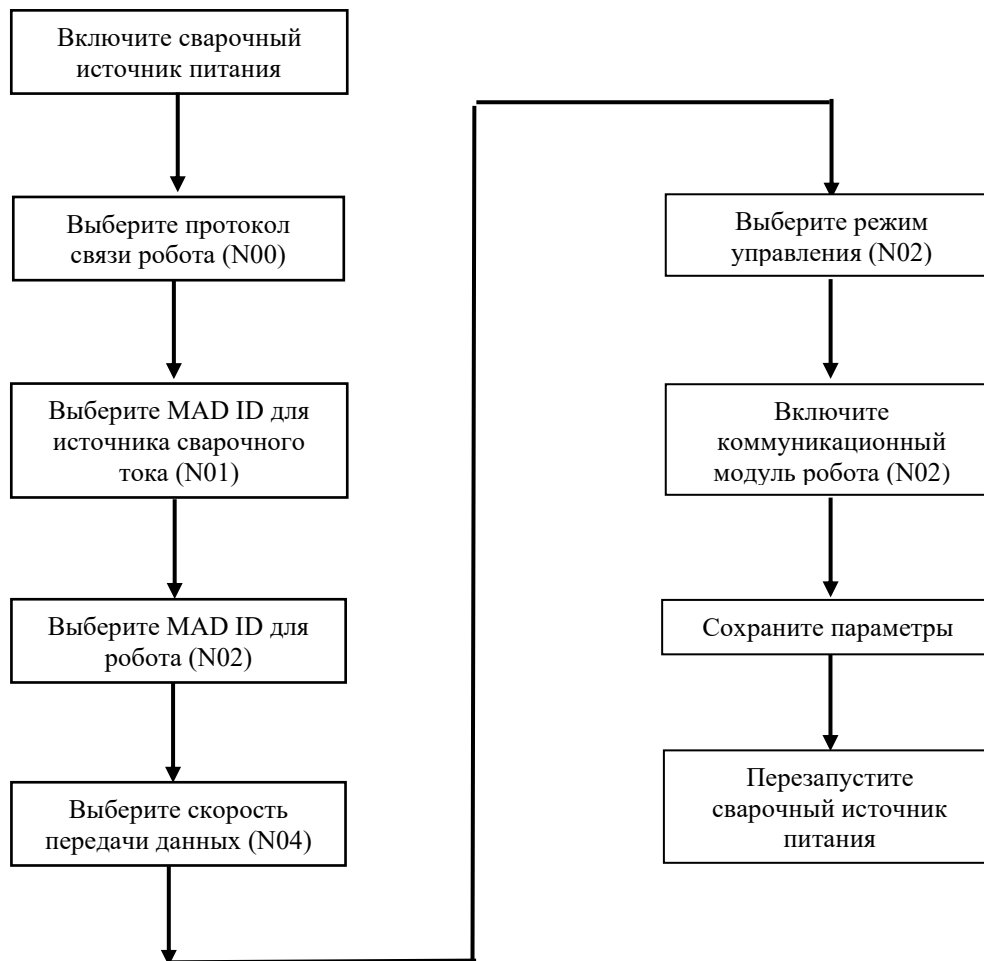 Включите сварочный
источник питания
Выберите протокол
связи робота (N00)
Выберите MAD ID для
источника сварочного
тока (N01)
Выберите MAD ID для
робота (N02)
Выберите скорость
передачи данных (N04)
Выберите режим
управления (N02)
Включите
коммуникационный
модуль робота (N02)
Сохраните параметры
Перезапустите
сварочный источник
питания